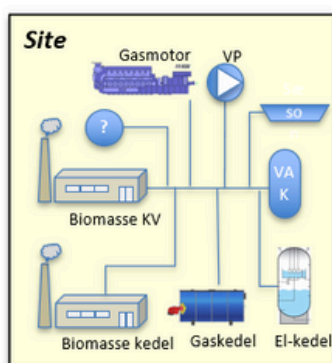 Site
Gasmotor
VP
?
SO
VA
K
Biomasse KV
Biomasse kedel
Gaskedel
El-kedel